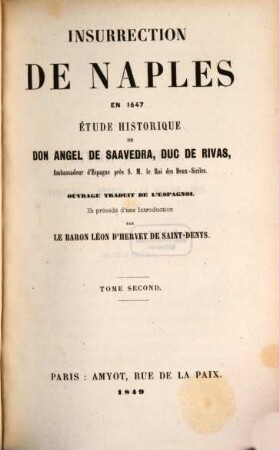 INSURRECTION
DE NAPLES
EN 1647
ÉTUDE HISTORIQUE
DE
DON ANGEL DE SAAVEDRA, DUC DE RIVAS,
Ambassadeur d'Espagne près S. M. le Roi des Deux-Siciles.
OUVRAGE TRADUIT DE L'ESPAGNOL
Et précédé d'une Introduction
PAR
LE BARON LÉON D'HERVEY DE SAINT-DENYS.
TOME SECOND.
PARIS : AMYOT, RUE DE LA PAIX.
1849